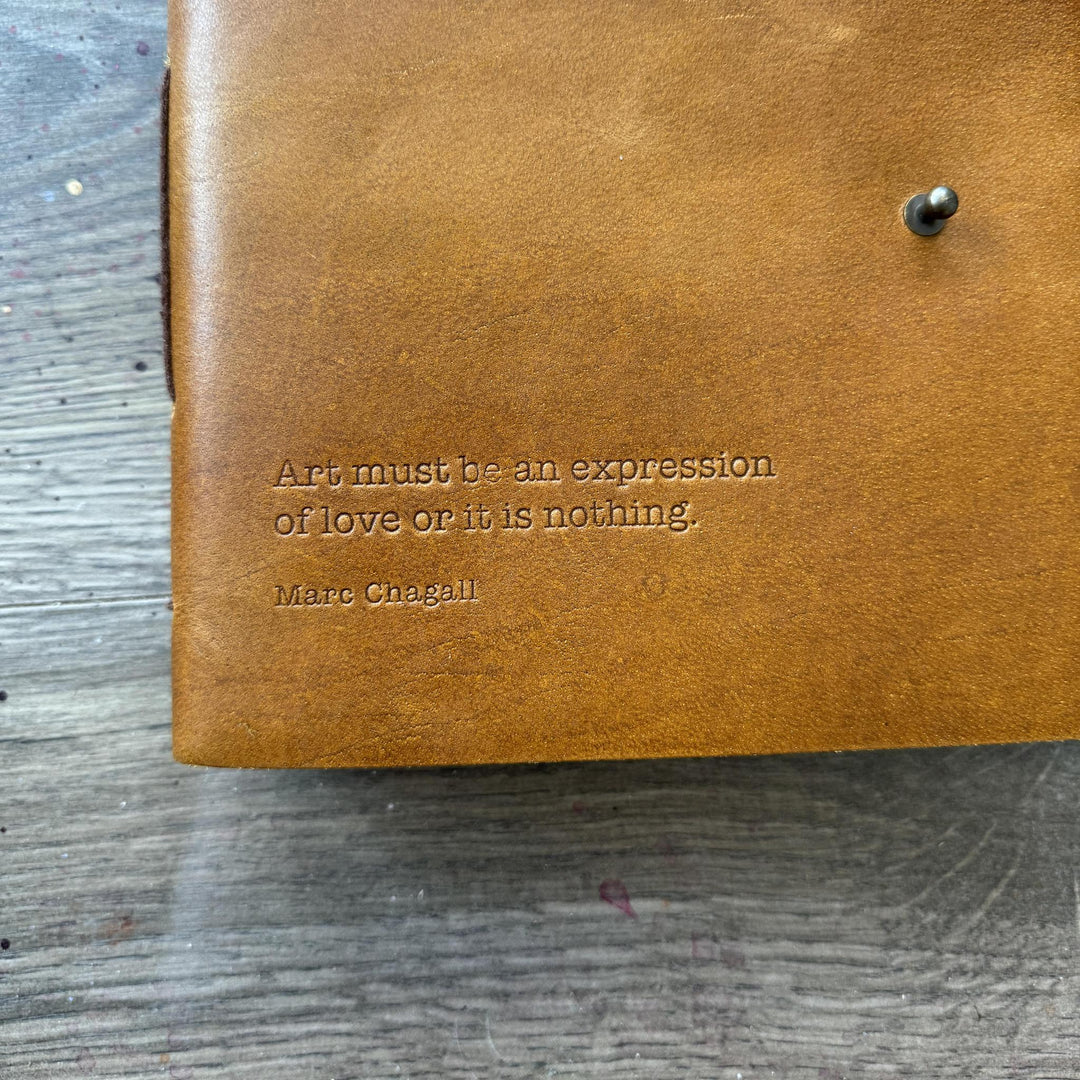 Art must be an expression
of love or it is nothing.
Marc Chagall